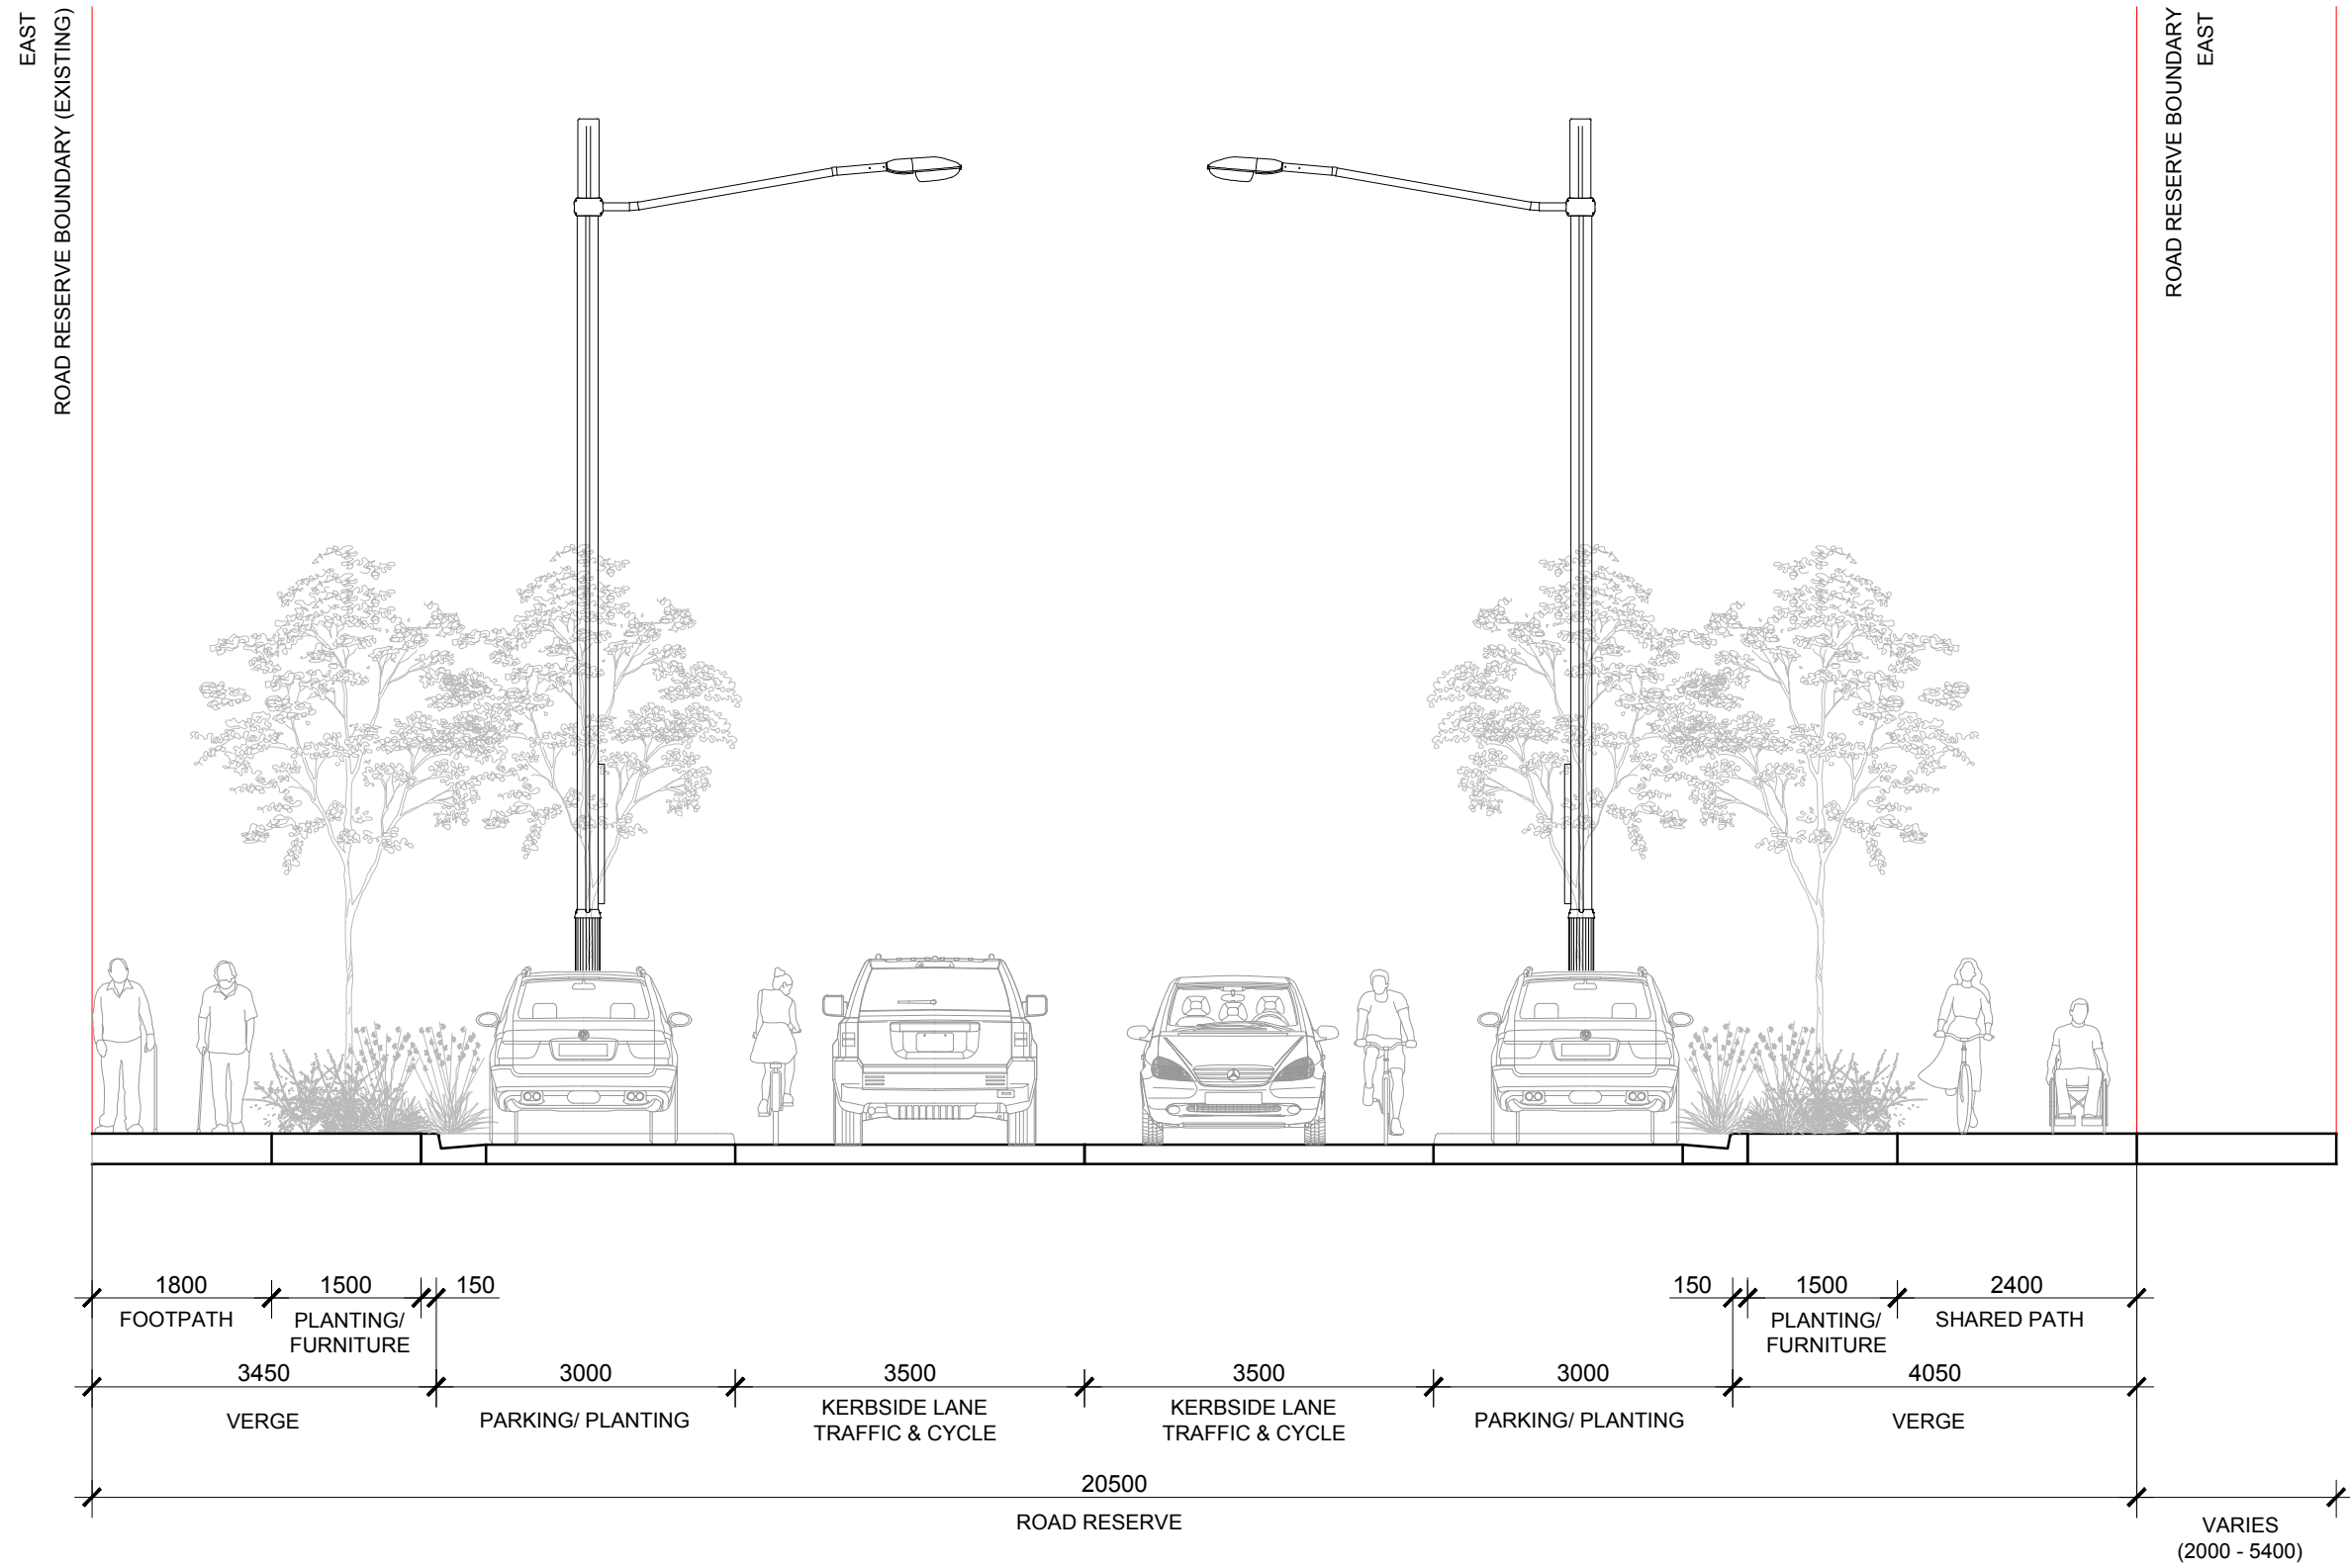 EAST
ROAD RESERVE BOUNDARY (EXISTING)
ROAD RESERVE BOUNDARY
EAST
1800
1500
150
150
1500
2400
FOOTPATH
PLANTING/
FURNITURE
PLANTING/
FURNITURE
SHARED PATH
3450
3000
3500
3500
3000
4050
VERGE
PARKING/ PLANTING
KERBSIDE LANE
TRAFFIC & CYCLE
KERBSIDE LANE
TRAFFIC & CYCLE
PARKING/ PLANTING
VERGE
20500
ROAD RESERVE
VARIES
(2000 - 5400)